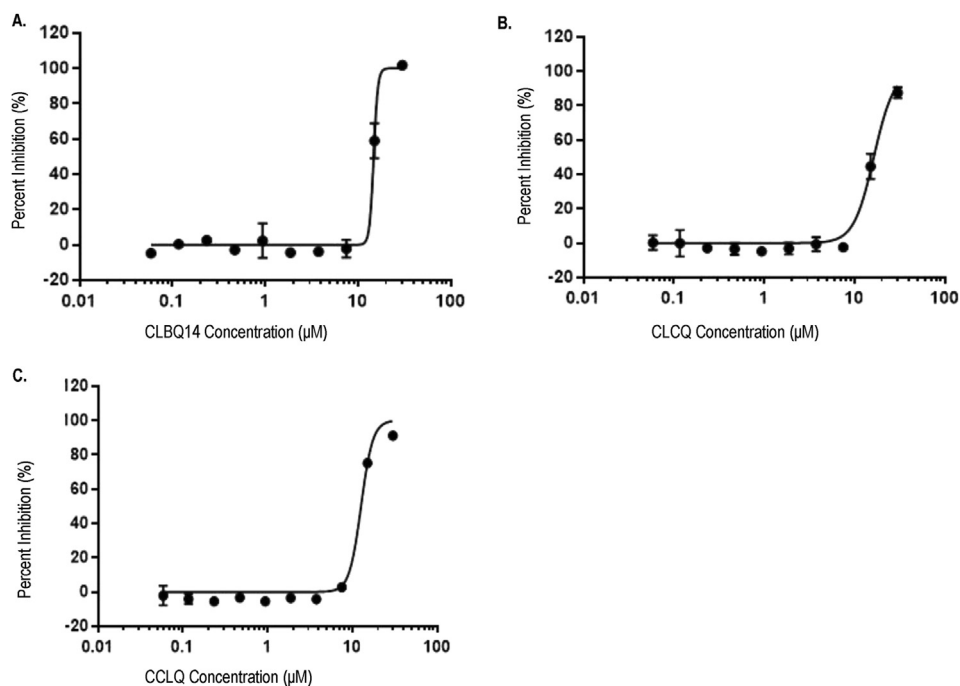 A.
120
100
80
60
40
20
0
-20
0.01 0.1 1 10 100
Percent Inhibition (%)
CLBQ14 Concentration (µM)
B.
120
100
80
60
40
20
0
-20
0.01 0.1 1 10 100
Percent Inhibition (%)
CLCQ Concentration (µM)
C.
120
100
80
60
40
20
0
-20
0.01 0.1 1 10 100
Percent Inhibition (%)
CCLQ Concentration (µM)